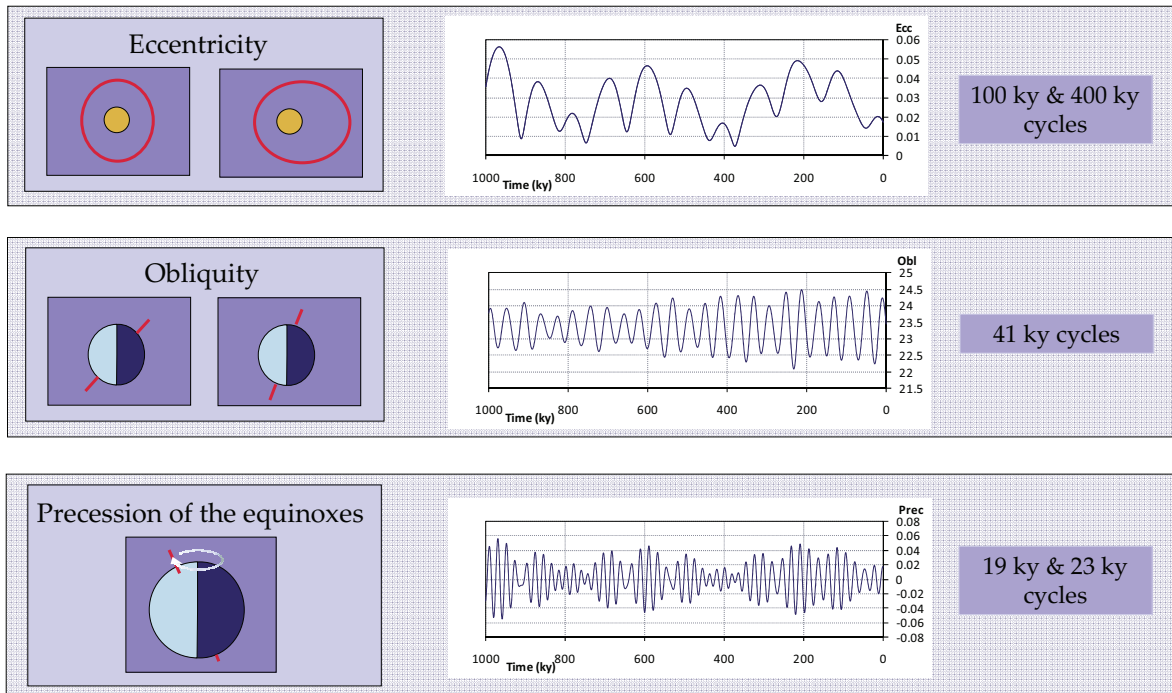 Eccentricity
Ecc
0.06
0.05
0.04
0.03
0.02
0.01
0
1000 800 600 400 200 0
Time (ky)
100 ky & 400 ky
cycles
Obliquity
Obl
25
24.5
24
23.5
23
22.5
22
21.5
1000 800 600 400 200 0
Time (ky)
41 ky cycles
Precession of the equinoxes
Prec
0.08
0.06
0.04
0.02
0
-0.02
-0.04
-0.06
-0.08
1000 800 600 400 200 0
Time (ky)
19 ky & 23 ky
cycles